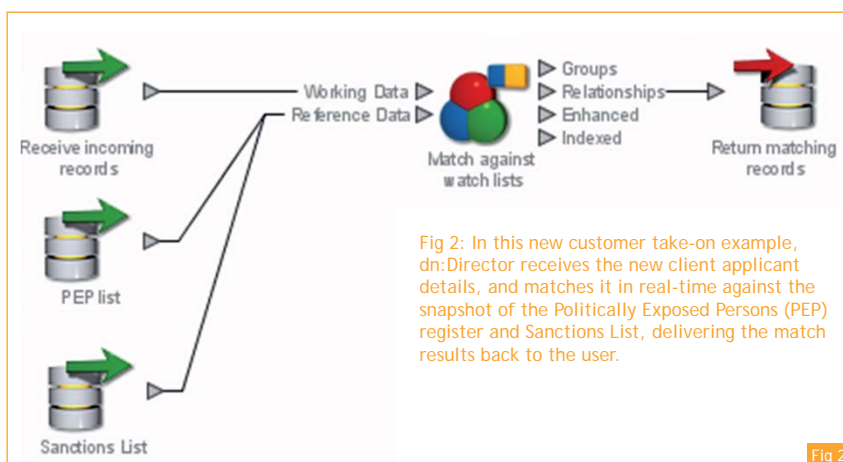 Receive incoming
records
PEP list
Sanctions List
Working Data
Reference Data
Match against
watch lists
Groups
Relationships
Enhanced
Indexed
Return matching
records
Fig 2: In this new customer take-on example,
dn:Director receives the new client applicant
details, and matches it in real-time against the
snapshot of the Politically Exposed Persons (PEP)
register and Sanctions List, delivering the match
results back to the user.
Fig 2